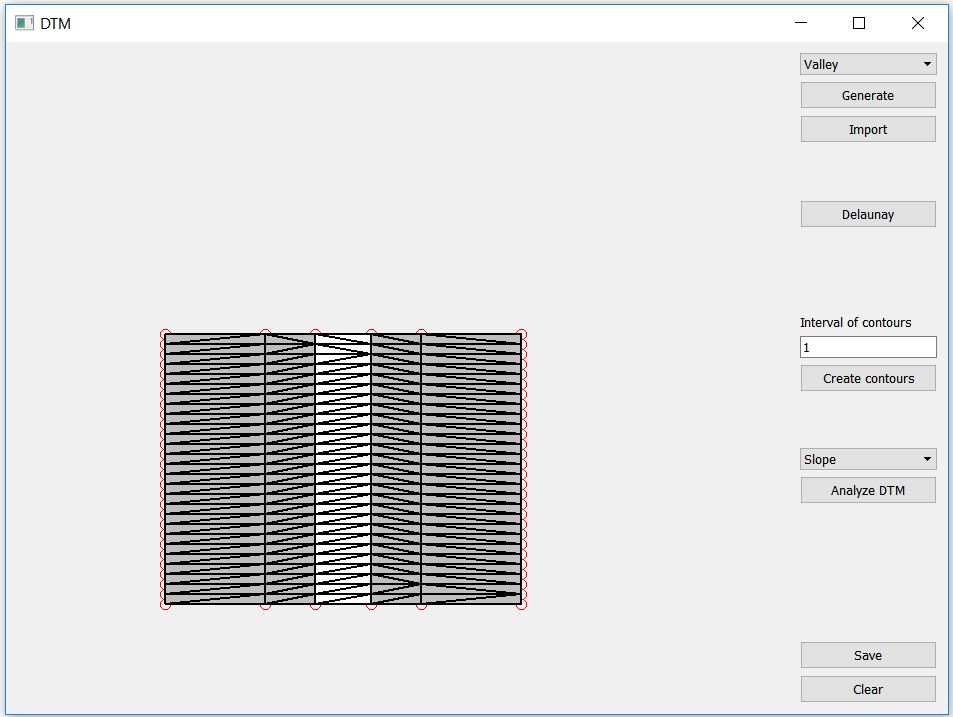 DTM
Valley
Generate
Import
Delaunay
Interval of contours
1
Create contours
Slope
Analyze DTM
Save
Clear